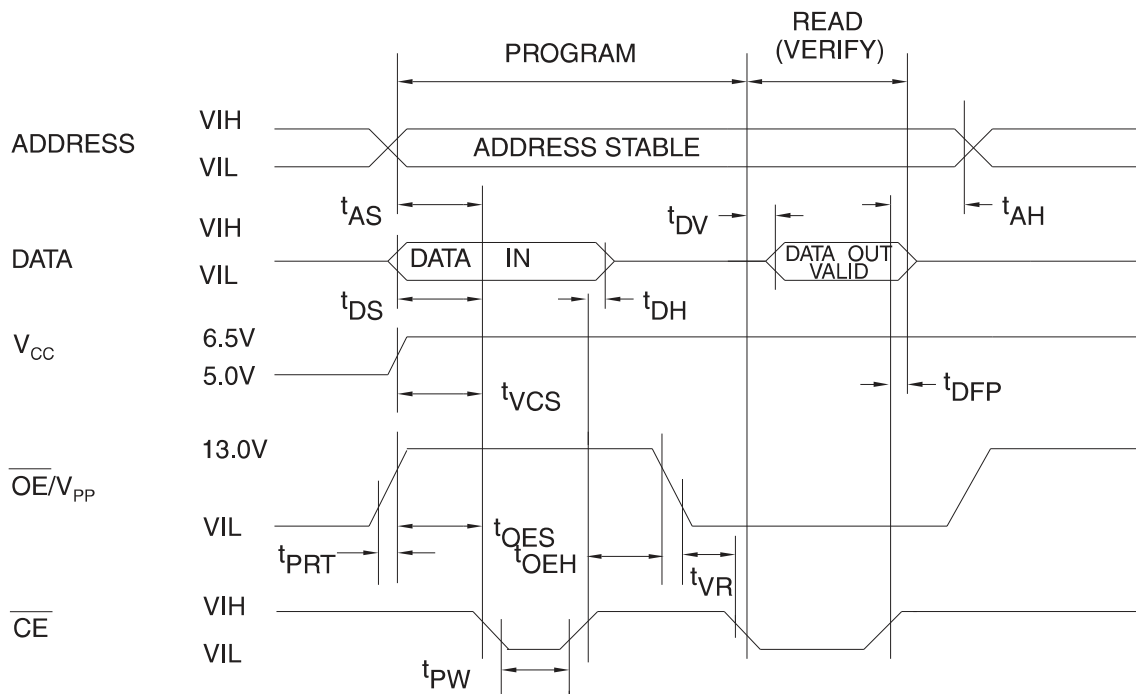 READ
(VERIFY)
PROGRAM
ADDRESS
VIH
VIL
ADDRESS STABLE
tAS
tDV
tAH
DATA
VIH
VIL
DATA IN
DATA OUT
VALID
tDS
tDH
VCC
6.5V
5.0V
tVCS
tDFP
OE/VPP
13.0V
VIL
tPRT
tOES
tOEH
tVR
CE
VIH
VIL
tPW